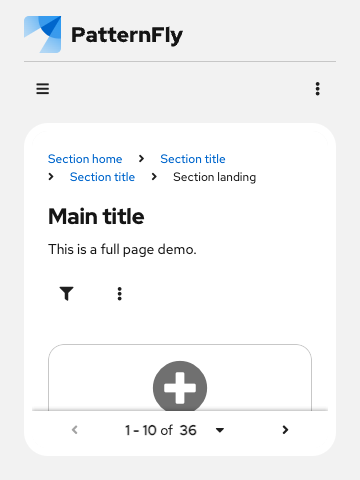 PatternFly
Section home Section title
Section title Section landing
Main title
This is a full page demo.
1 - 10 of 36